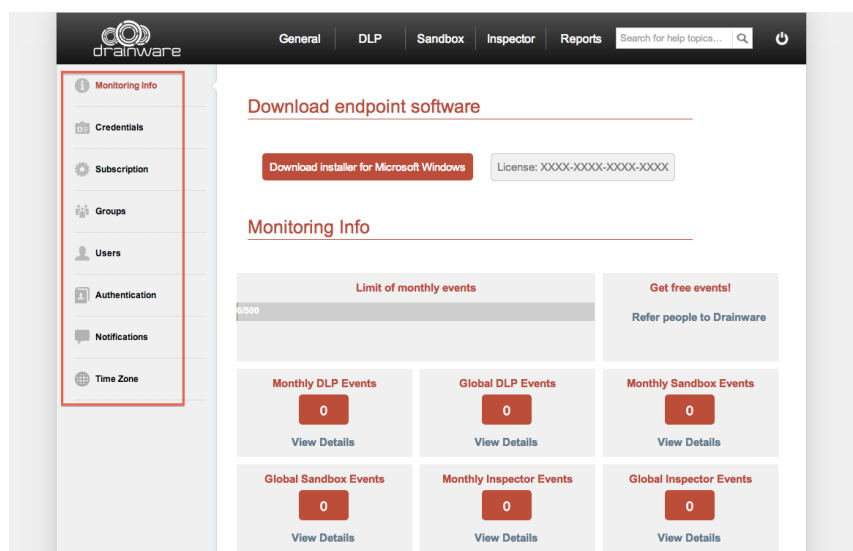 drainware
General DLP Sandbox Inspector Reports Search for help topics...
Monitoring Info
Credentials
Subscription
Groups
Users
Authentication
Notifications
Time Zone
Download endpoint software
Download installer for Microsoft Windows License: XXXX-XXXX-XXXX-XXXX
Monitoring Info
Limit of monthly events
0/500
Get free events!
Refer people to Drainware
Monthly DLP Events
0
View Details
Global DLP Events
0
View Details
Monthly Sandbox Events
0
View Details
Global Sandbox Events
0
View Details
Monthly Inspector Events
0
View Details
Global Inspector Events
0
View Details